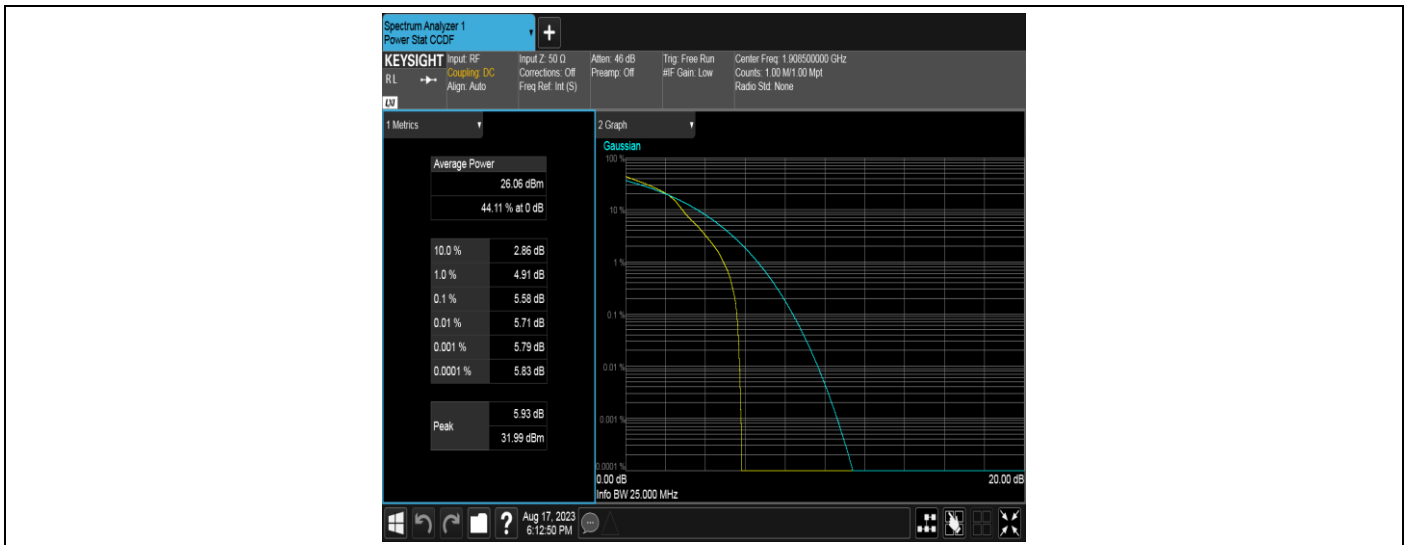 Spectrum Analyzer 1
Power Stat CCDF
+
KEYSIGHT
RL
LXI
Input: RF
Coupling: DC
Align: Auto
Input Z: 50 Ω
Corrections: Off
Freq Ref: Int (S)
Atten: 46 dB
Preamp: Off
Trig: Free Run
#IF Gain: Low
Center Freq: 1.908500000 GHz
Counts: 1.00 M/1.00 Mpt
Radio Std: None
1 Metrics
Average Power
26.06 dBm
44.11 % at 0 dB
10.0 % 2.86 dB
1.0 % 4.91 dB
0.1 % 5.58 dB
0.01 % 5.71 dB
0.001 % 5.79 dB
0.0001 % 5.83 dB
Peak
5.93 dB
31.99 dBm
2 Graph
Gaussian
100 %
10 %
1 %
0.1 %
0.01 %
0.001 %
0.0001 %
0.00 dB
20.00 dB
Info BW 25.000 MHz
?
Aug 17, 2023
6:12:50 PM